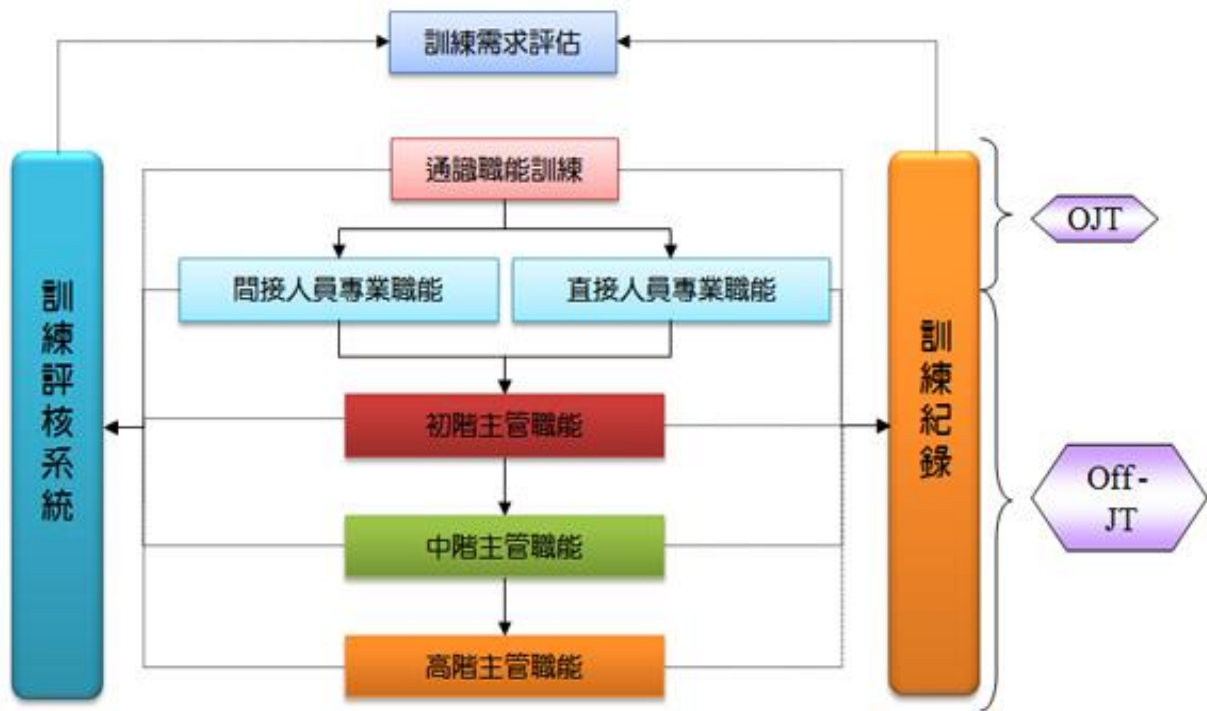 訓練需求評估
通識職能訓練
OJT
間接人員專業職能
直接人員專業職能
訓練評核系統
訓練紀錄
初階主管職能
Off-
JT
中階主管職能
高階主管職能